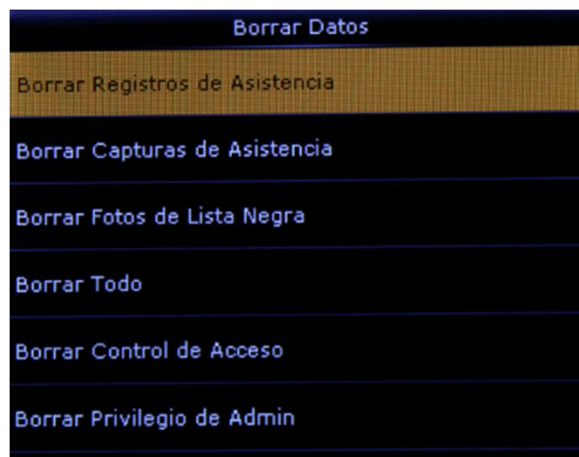 Borrar Datos
Borrar Registros de Asistencia
Borrar Capturas de Asistencia
Borrar Fotos de Lista Negra
Borrar Todo
Borrar Control de Acceso
Borrar Privilegio de Admin